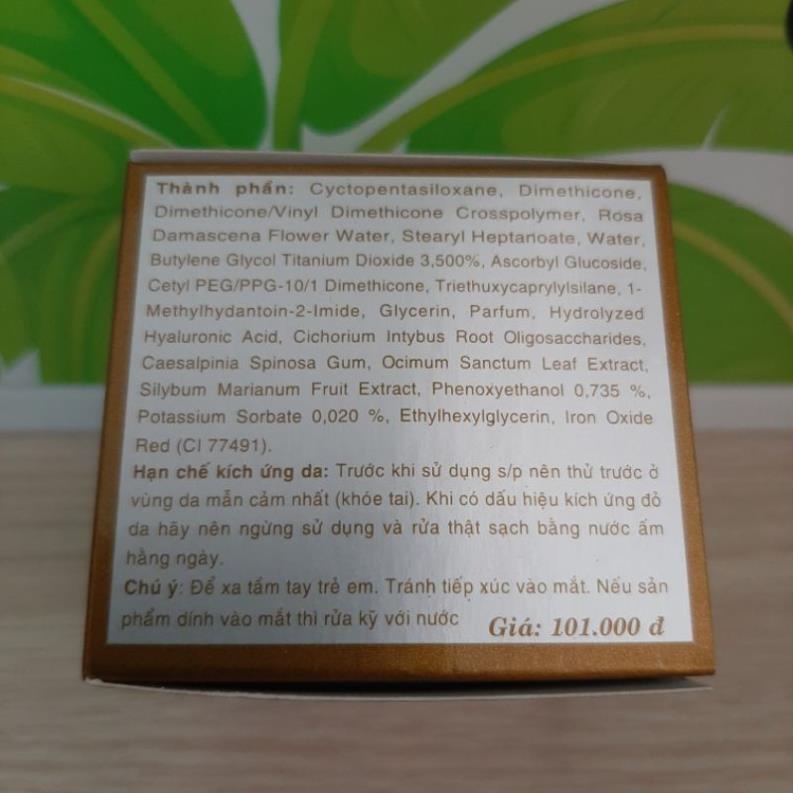 Thành phần: Cyctopentasiloxane, Dimethicone,
Dimethicone/Vinyl Dimethicone Crosspolymer, Rosa
Damascena Flower Water, Stearyl Heptanoate, Water,
Butylene Glycol Titanium Dioxide 3,500%, Ascorbyl Glucoside,
Cetyl PEG/PPG-10/1 Dimethicone, Triethuxycaprylylsilane, 1-
Methylhydantoin-2-Imide, Glycerin, Parfum, Hydrolyzed
Hyaluronic Acid, Cichorium Intybus Root Oligosaccharides,
Caesalpinia Spinosa Gum, Ocimum Sanctum Leaf Extract,
Silybum Marianum Fruit Extract, Phenoxyethanol 0,735 %,
Potassium Sorbate 0,020 %, Ethylhexylglycerin, Iron Oxide
Red (CI 77491).
Hạn chế kích ứng da: Trước khi sử dụng s/p nên thử trước ở
vùng da mẫn cảm nhất (khóe tai). Khi có dấu hiệu kích ứng đỏ
da hãy nên ngừng sử dụng và rửa thật sạch bằng nước ấm
hằng ngày.
Chú ý: Để xa tầm tay trẻ em. Tránh tiếp xúc vào mắt. Nếu sản
phẩm dính vào mắt thì rửa kỹ với nước
Giá: 101.000 đ